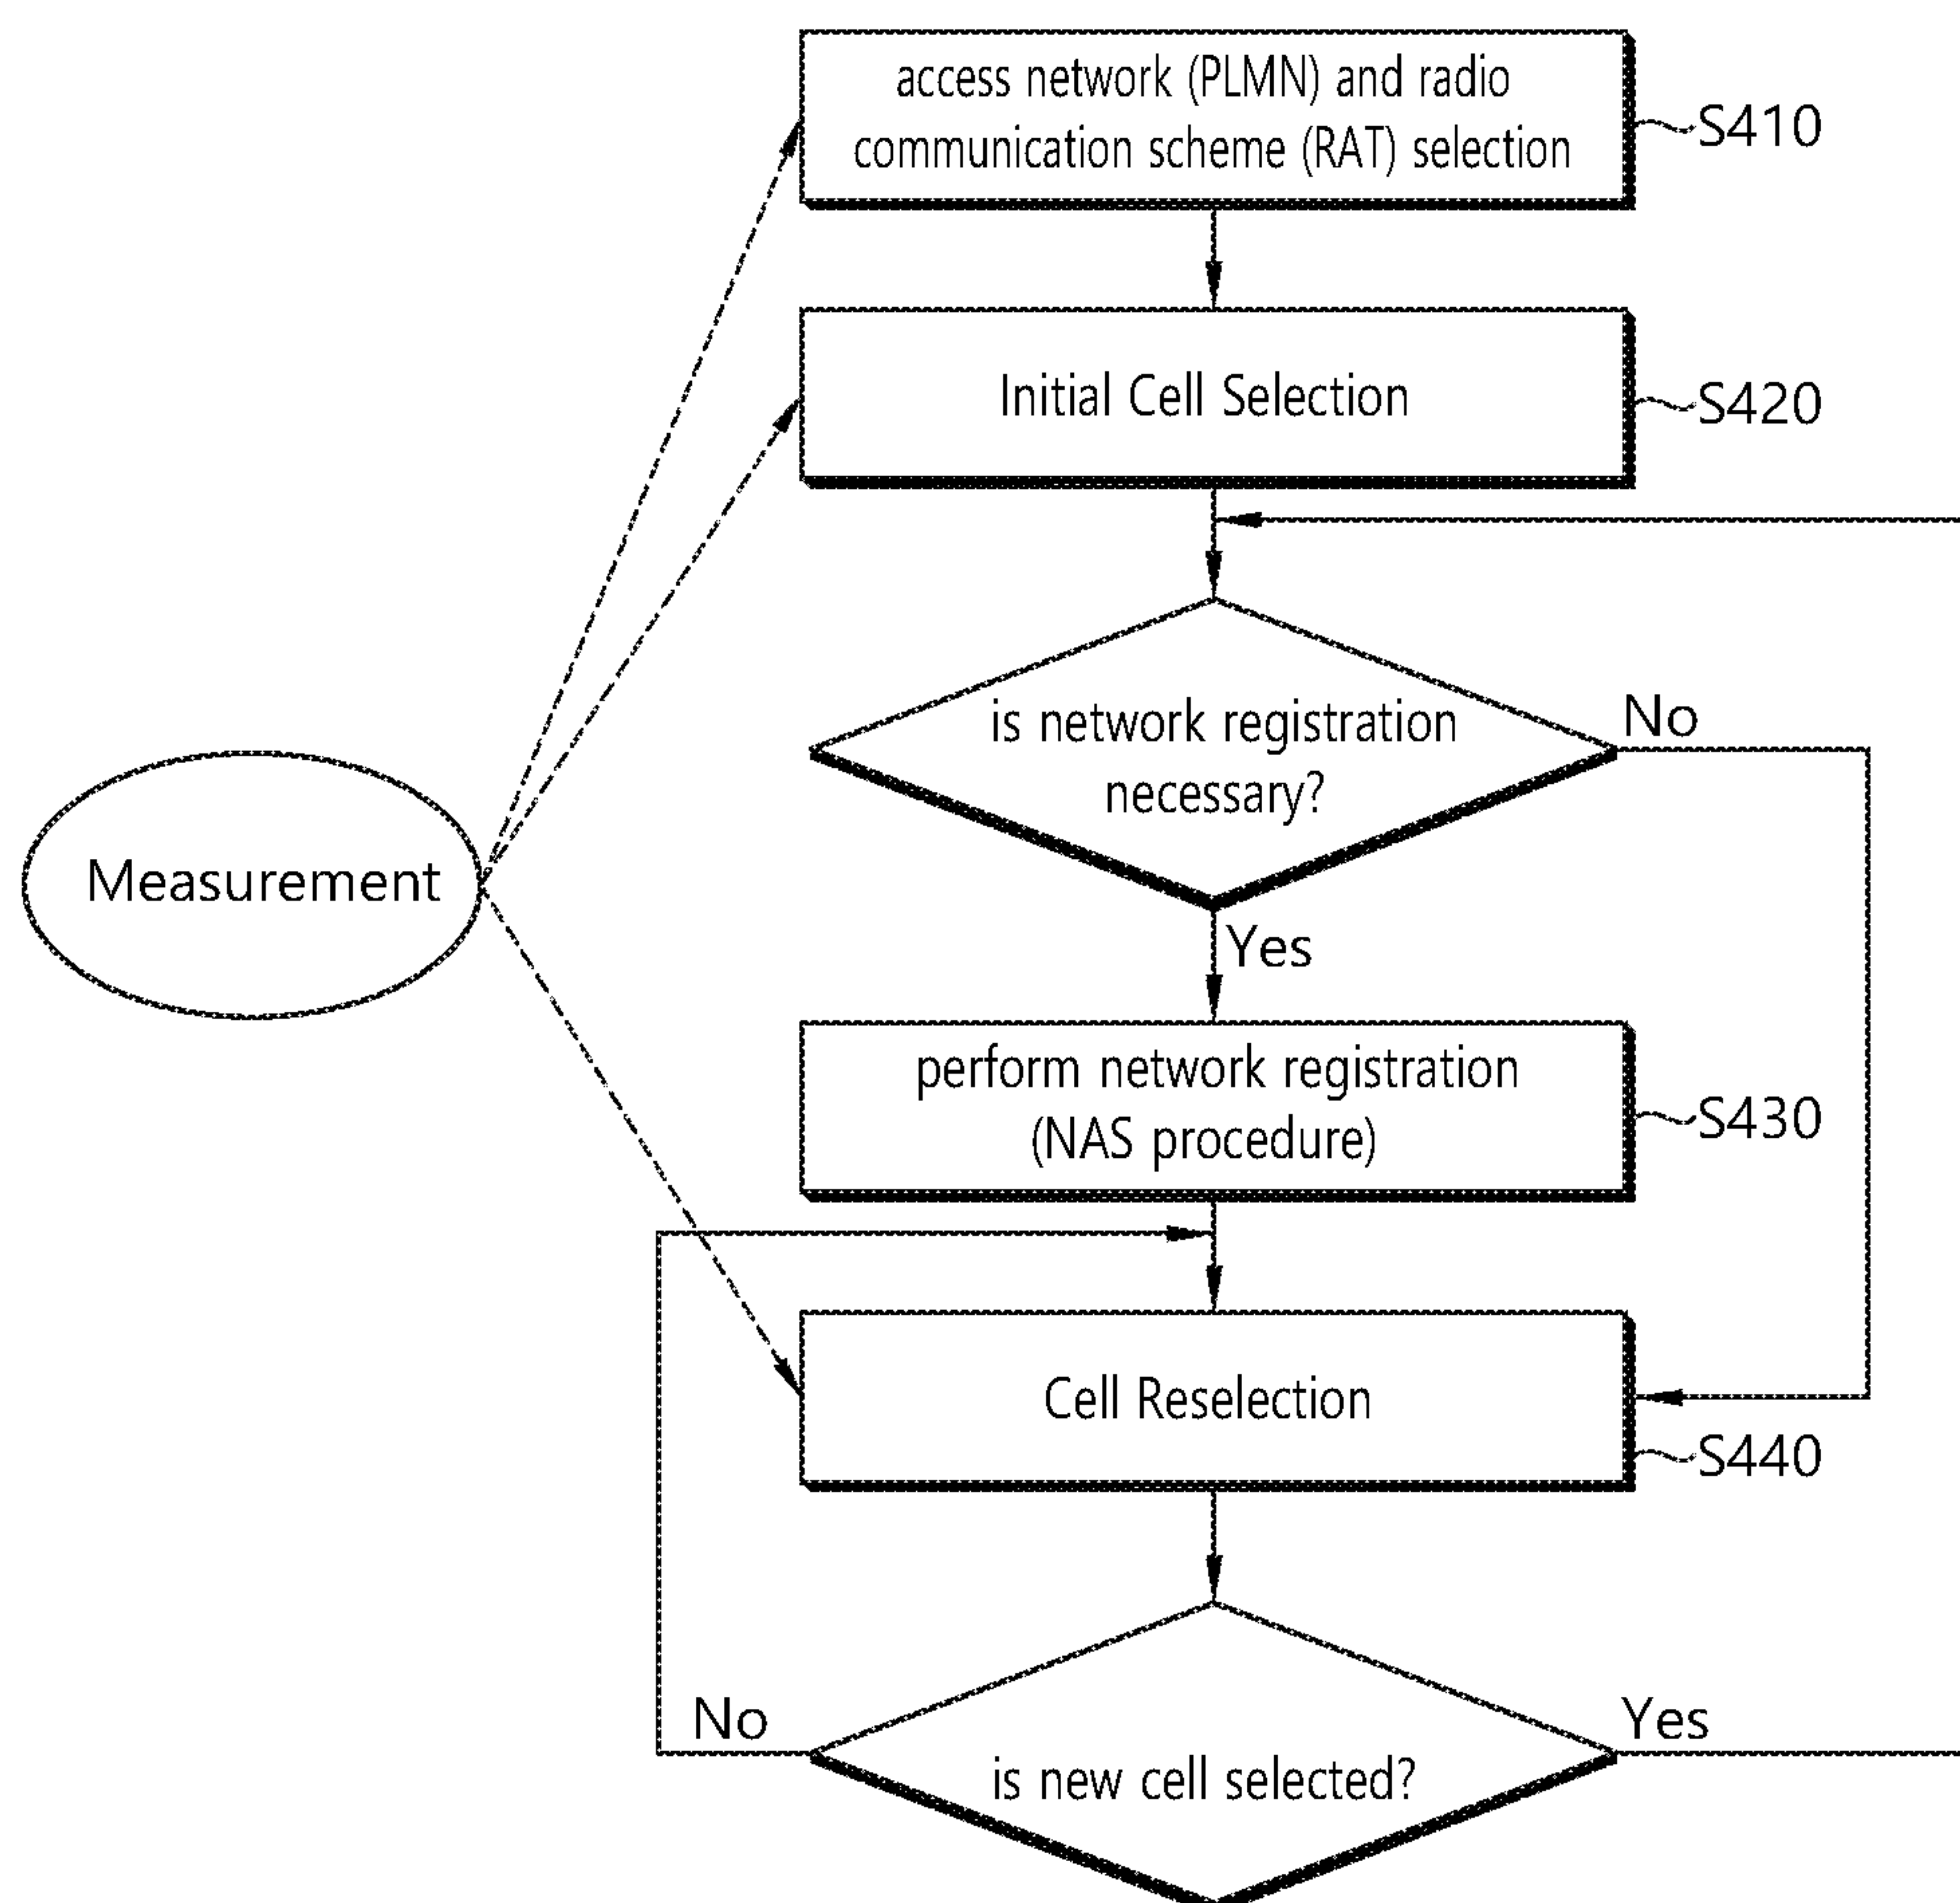 access network (PLMN) and radio
communication scheme (RAT) selection
S410
Initial Cell Selection
S420
is network registration
necessary?
No
Measurement
Yes
perform network registration
(NAS procedure)
S430
Cell Reselection
S440
No
Yes
is new cell selected?